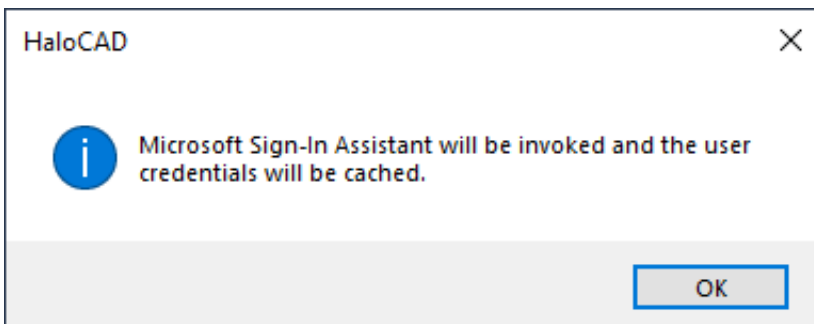 HaloCAD
Microsoft Sign-In Assistant will be invoked and the user
credentials will be cached.
OK